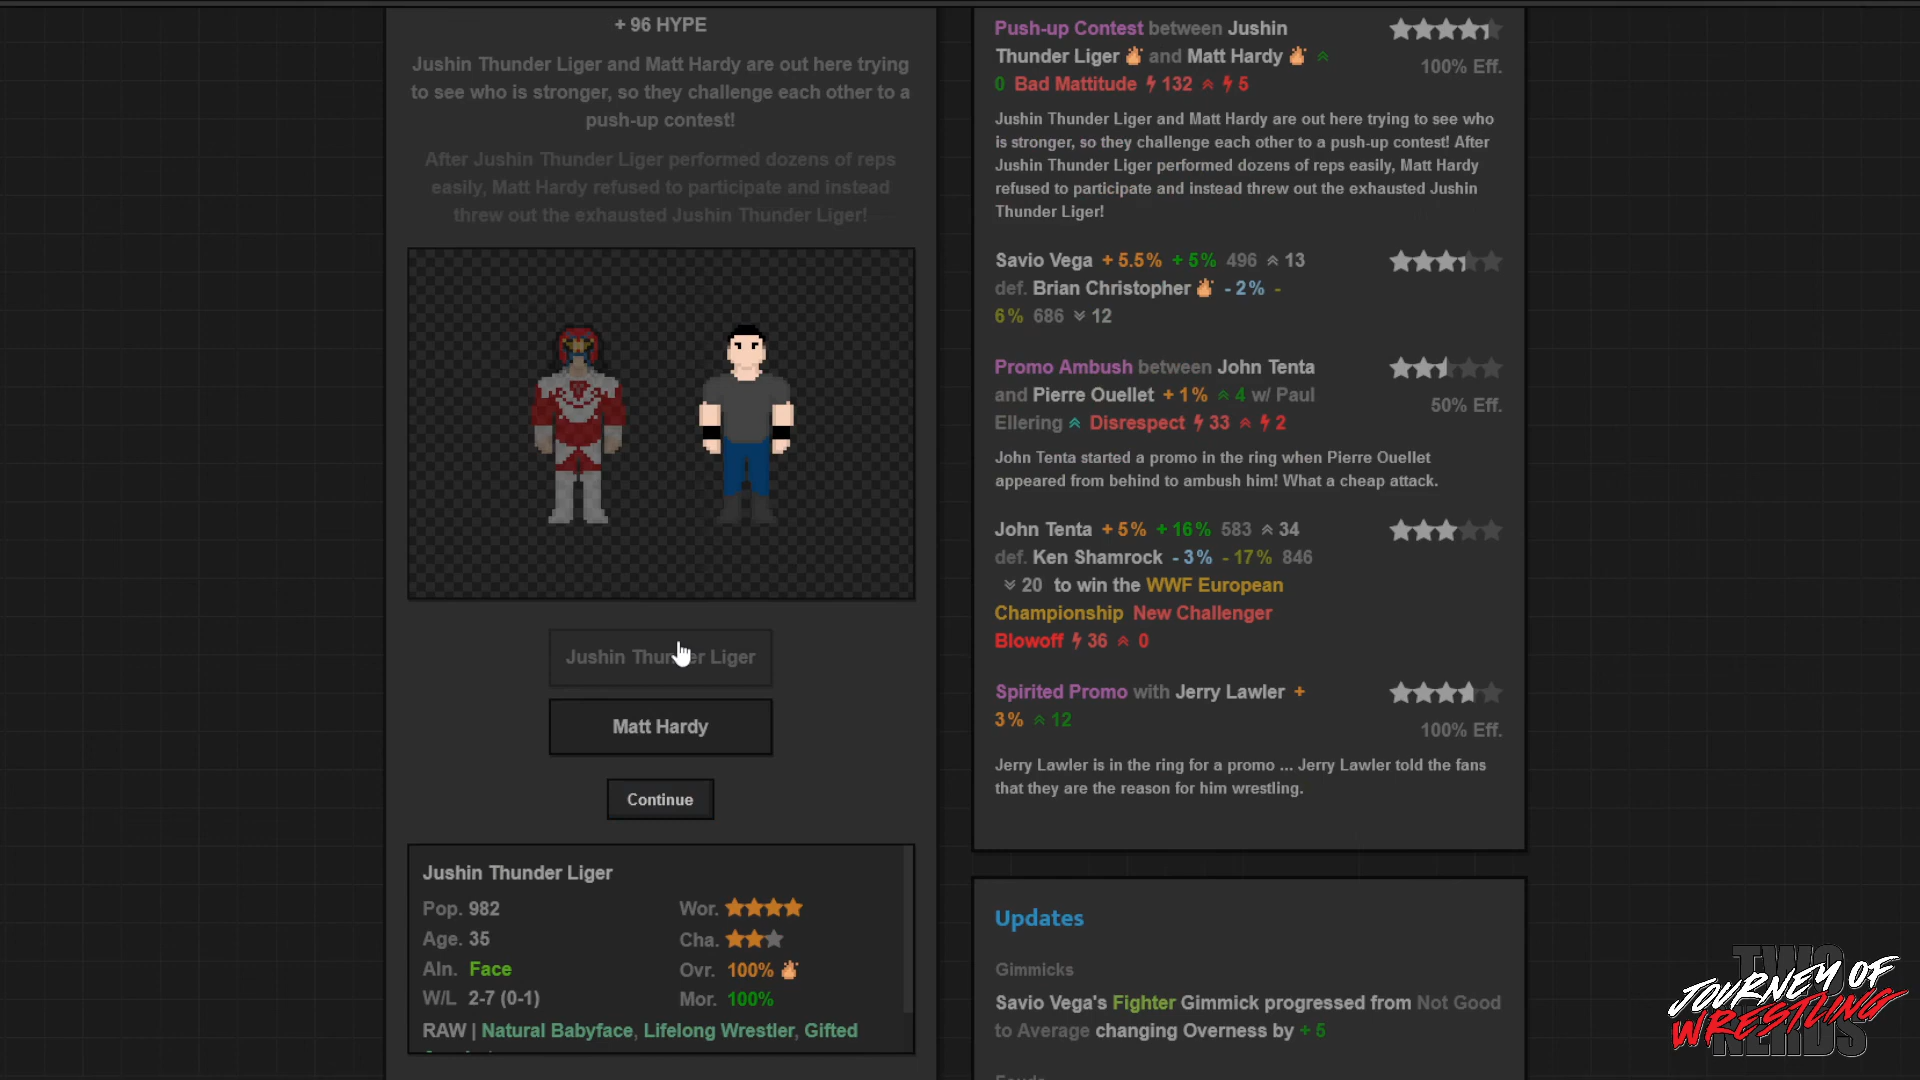 + 96 HYPE
Jushin Thunder Liger and Matt Hardy are out here trying
to see who is stronger, so they challenge each other to a
push-up contest!
After Jushin Thunder Liger performed dozens of reps
easily, Matt Hardy refused to participate and instead
threw out the exhausted Jushin Thunder Liger!
Jushin Thunder Liger
Matt Hardy
Continue
Jushin Thunder Liger
Pop. 982
Wor.
Age. 35
Cha.
Aln. Face
Ovr. 100%
W/L 2-7 (0-1)
Mor. 100%
RAW | Natural Babyface, Lifelong Wrestler, Gifted
Push-up Contest between Jushin
Thunder Liger and Matt Hardy
100% Eff.
0 Bad Mattitude 132 5
Jushin Thunder Liger and Matt Hardy are out here trying to see who
is stronger, so they challenge each other to a push-up contest! After
Jushin Thunder Liger performed dozens of reps easily, Matt Hardy
refused to participate and instead threw out the exhausted Jushin
Thunder Liger!
Savio Vega + 5.5% + 5% 496 13
def. Brian Christopher - 2% -
6% 686 12
Promo Ambush between John Tenta
and Pierre Ouellet + 1% 4 w/ Paul
50% Eff.
Ellering Disrespect 33 2
John Tenta started a promo in the ring when Pierre Ouellet
appeared from behind to ambush him! What a cheap attack.
John Tenta + 5% + 16% 583 34
def. Ken Shamrock - 3% - 17% 846
20 to win the WWF European
Championship New Challenger
Blowoff 36 0
Spirited Promo with Jerry Lawler +
3% 12
100% Eff.
Jerry Lawler is in the ring for a promo ... Jerry Lawler told the fans
that they are the reason for him wrestling.
Updates
Gimmicks
Savio Vega's Fighter Gimmick progressed from Not Good
to Average changing Overness by + 5
TWO
JOURNEY OF
WRESTLING
NERDS